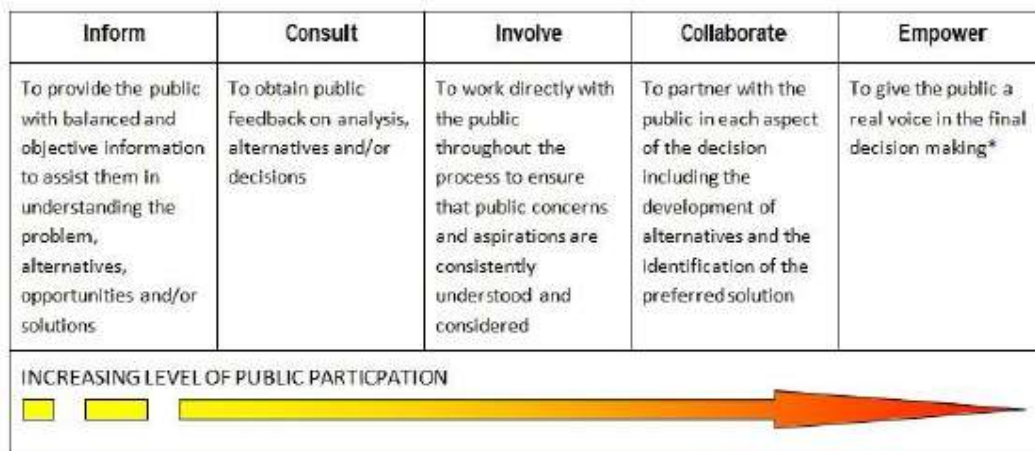 Inform
Consult
Involve
Collaborate
Empower
To provide the public
with balanced and
objective information
to assist them in
understanding the
problem,
alternatives,
opportunities and/or
solutions
To obtain public
feedback on analysis,
alternatives and/or
decisions
To work directly with
the public
throughout the
process to ensure
that public concerns
and aspirations are
consistently
understood and
considered
To partner with the
public in each aspect
of the decision
including the
development of
alternatives and the
identification of the
preferred solution
To give the public a
real voice in the final
decision making*
INCREASING LEVEL OF PUBLIC PARTICPATION